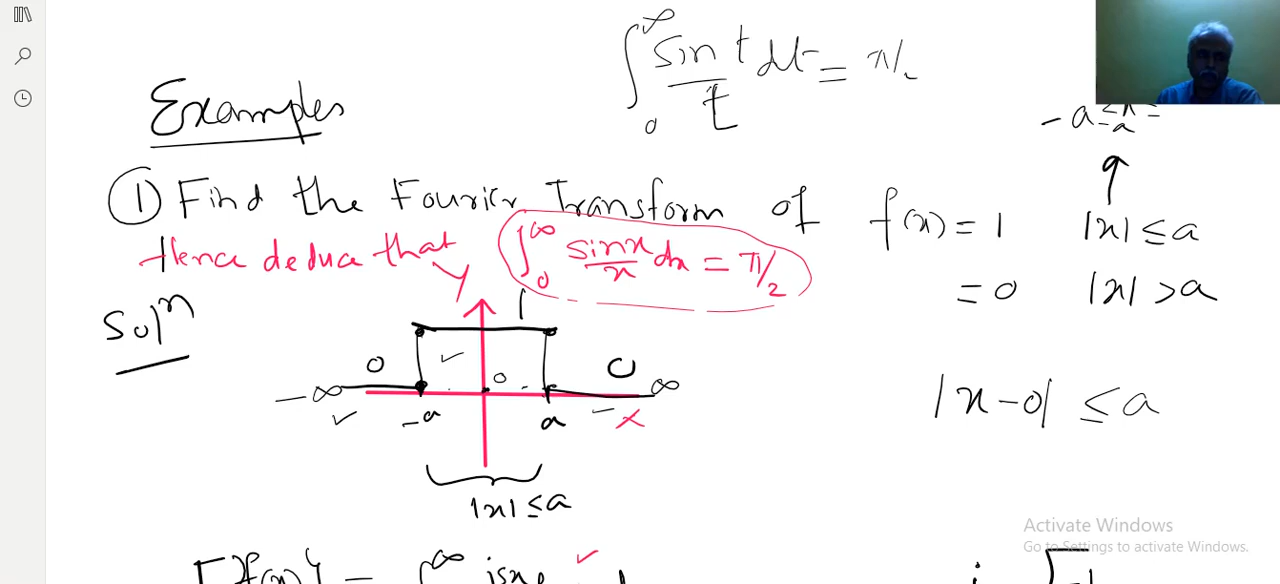 ∫₀^∞ sin t / t dt = π/2
Examples
-a ≤ x ≤ a
① Find the Fourier Transform of f(x) = 1 |x| ≤ a
= 0 |x| > a
Hence deduce that ∫₀^∞ sin x / x dx = π/2
Solⁿ
y
1
0 0 0
-∞ ∞
-a a x
|x| ≤ a
|x-0| ≤ a
Activate Windows
Go to Settings to activate Windows.